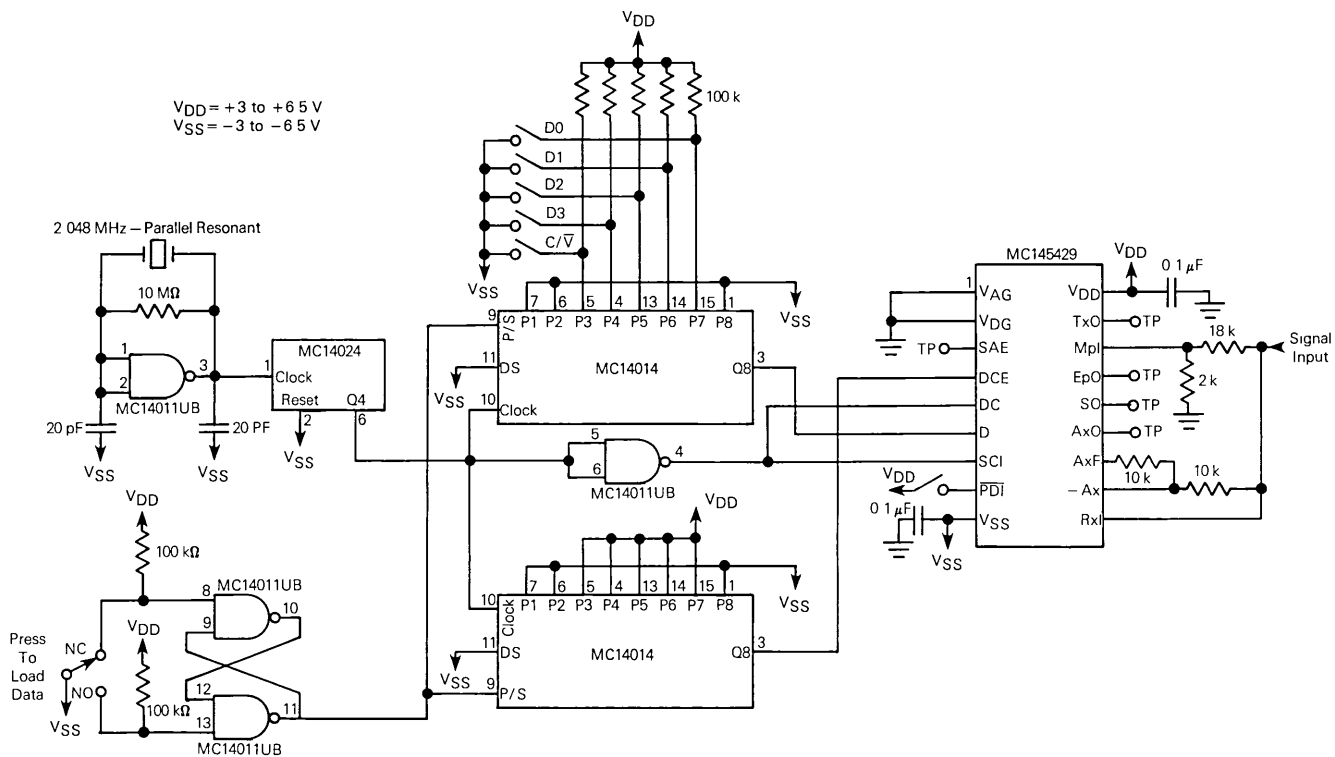 VDD
100 k
VDD = +3 to +6 5 V
VSS = −3 to −6 5 V
D0
D1
D2
D3
C/V̅
VSS
2 048 MHz – Parallel Resonant
10 MΩ
1
2
3
MC14011UB
20 pF
20 PF
VSS
VSS
MC14024
1
Clock
Reset
Q4
2
6
VSS
7 6 5 4 13 14 15 1
P1 P2 P3 P4 P5 P6 P7 P8
VSS
9
P/S
11
DS
VSS
10
Clock
MC14014
Q8
3
5
6
4
MC14011UB
MC145429
1
VAG
VDG
TP
SAE
DCE
DC
D
SCI
VDD
P̅D̅I̅
0 1 μF
VSS
VSS
VDD
VDD
0 1 μF
TxO
TP
MpI
18 k
Signal
Input
2 k
EpO
TP
SO
TP
AxO
TP
AxF
10 k
10 k
– Ax
RxI
VDD
100 kΩ
MC14011UB
8
9
10
VDD
Press
To
Load
Data
NC
NO
VSS
100 kΩ
12
13
11
MC14011UB
VDD
7 6 5 4 13 14 15 1
P1 P2 P3 P4 P5 P6 P7 P8
VSS
10
Clock
11
DS
VSS
9
P/S
MC14014
Q8
3